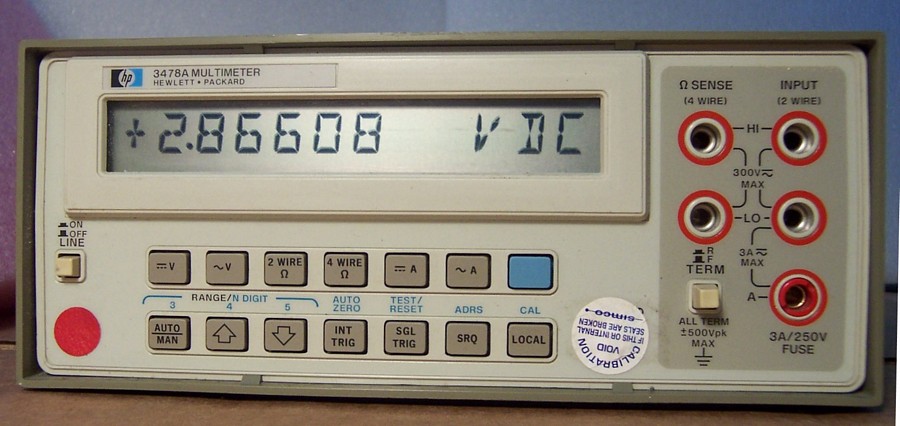 hp 3478A MULTIMETER
HEWLETT • PACKARD
+2.86608 V DC
Ω SENSE
(4 WIRE)
INPUT
(2 WIRE)
HI
300V⎓∼
MAX
LO
3A⎓∼
MAX
A
3A/250V
FUSE
R
F
TERM
ALL TERM
±500Vpk
MAX
ON
OFF
LINE
⎓V
∼V
2 WIRE
Ω
4 WIRE
Ω
⎓A
∼A
RANGE/N DIGIT
3 4 5
AUTO
ZERO
TEST/
RESET
ADRS
CAL
AUTO
MAN
INT
TRIG
SGL
TRIG
SRQ
LOCAL
CALIBRATION
VOID
IF THIS OR INTERNAL
SEALS ARE BROKEN
simco